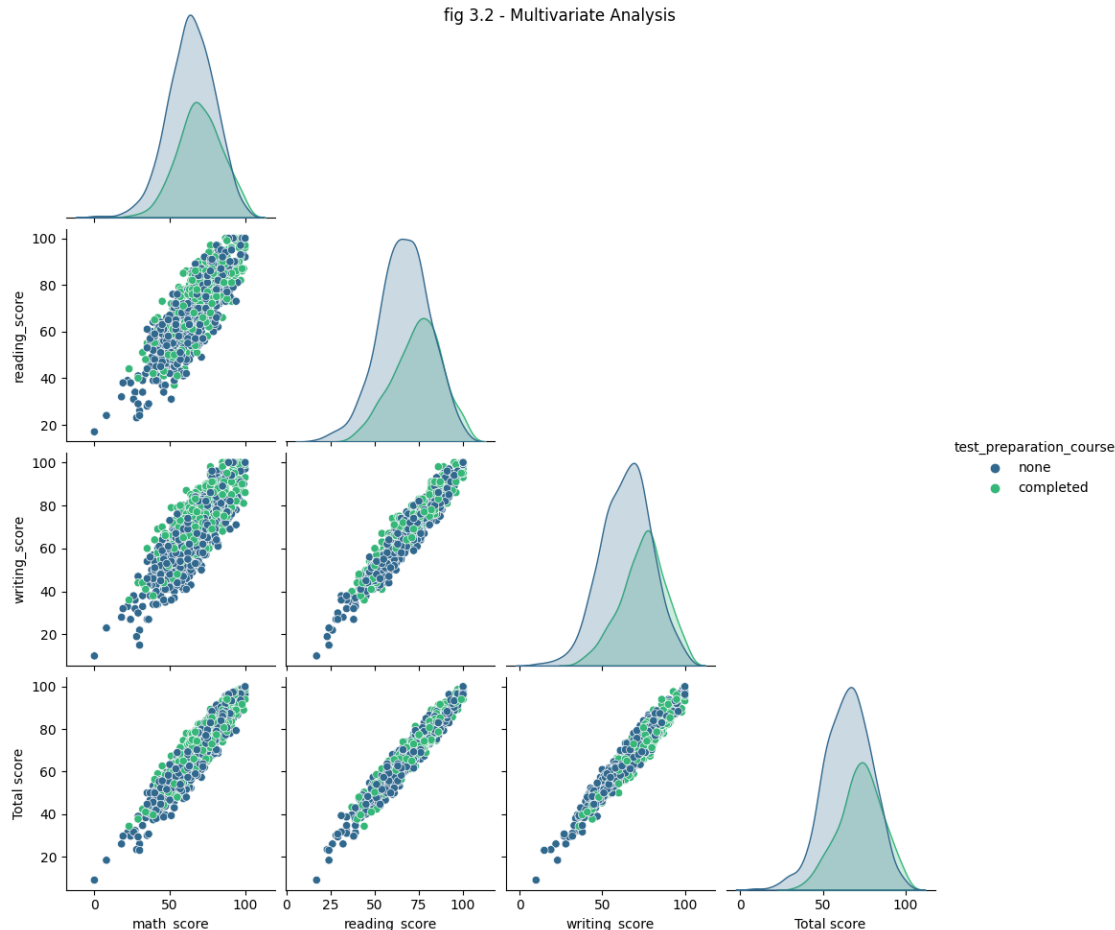 fig 3.2 - Multivariate Analysis
100
80
60
40
20
reading_score
100
80
60
40
20
writing_score
test_preparation_course
none
completed
100
80
60
40
20
Total score
0 50 100
0 25 50 75 100
50 100
0 50 100
math_score
reading_score
writing_score
Total score